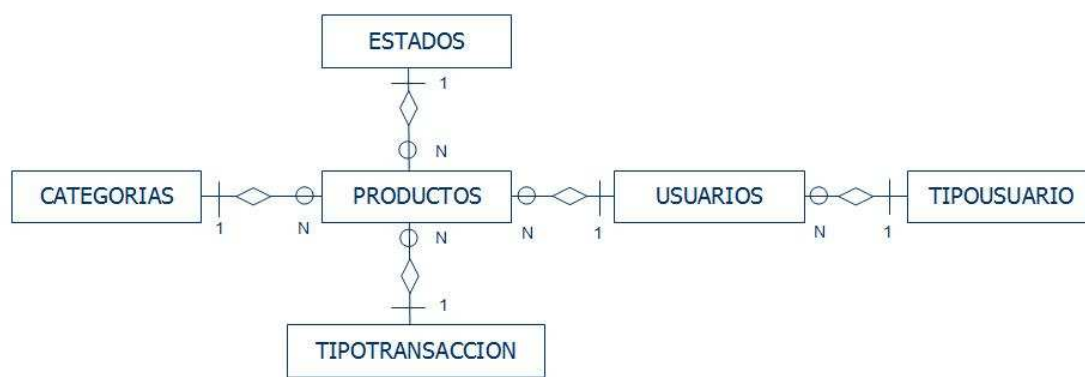 ESTADOS
1
N
CATEGORIAS
1
N
PRODUCTOS
N
N
1
USUARIOS
N
1
TIPOUSUARIO
1
TIPOTRANSACCION